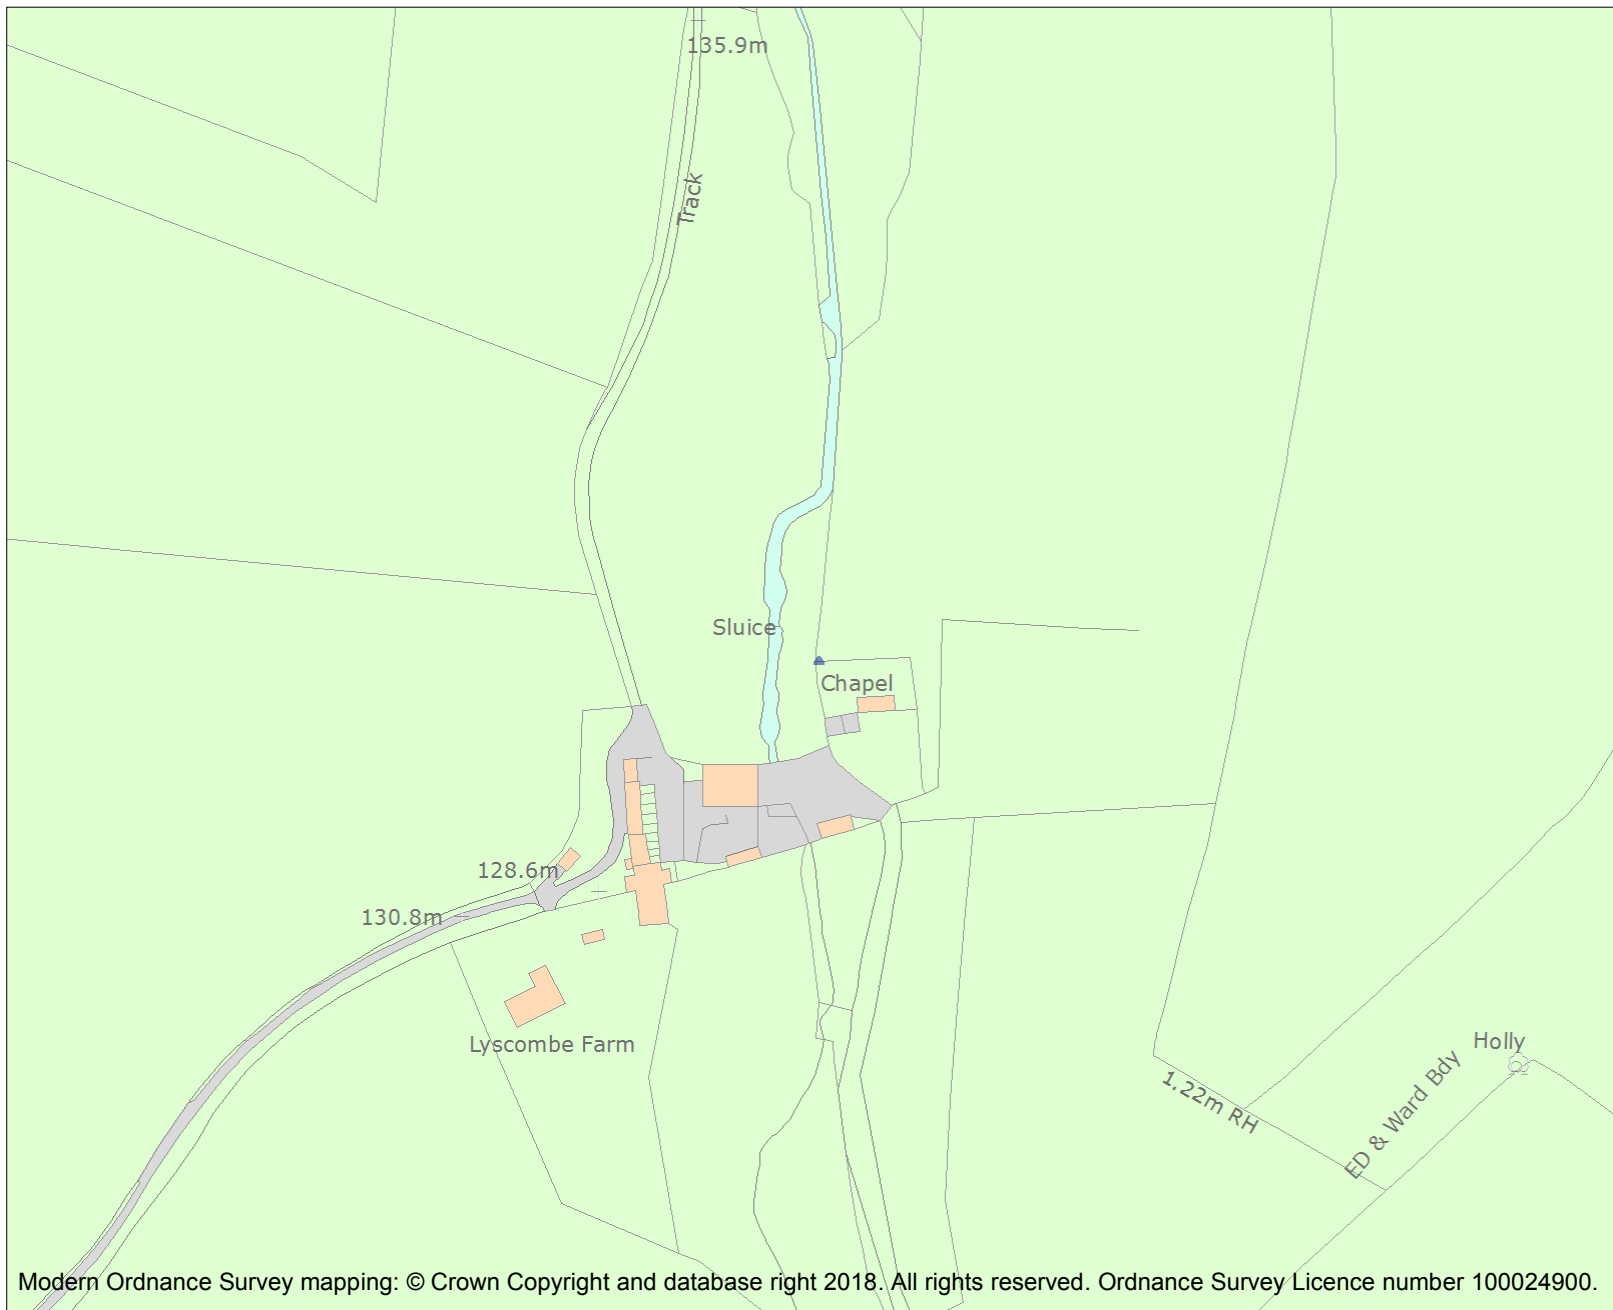 135.9m
Track
Sluice
Chapel
128.6m
130.8m
Lyscombe Farm
Holly
1.22m RH
ED & Ward Bdy
Modern Ordnance Survey mapping: © Crown Copyright and database right 2018. All rights reserved. Ordnance Survey Licence number 100024900.